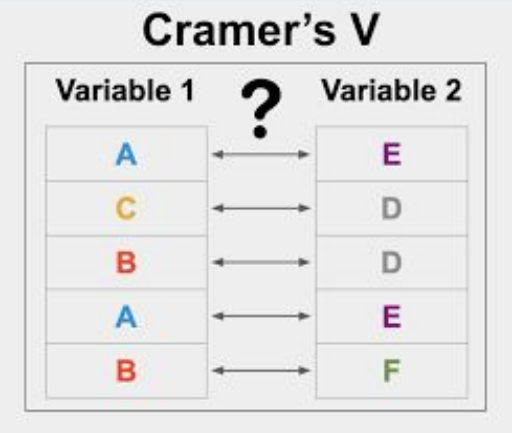 Cramer's V
Variable 1 ? Variable 2
A E
C D
B D
A E
B F